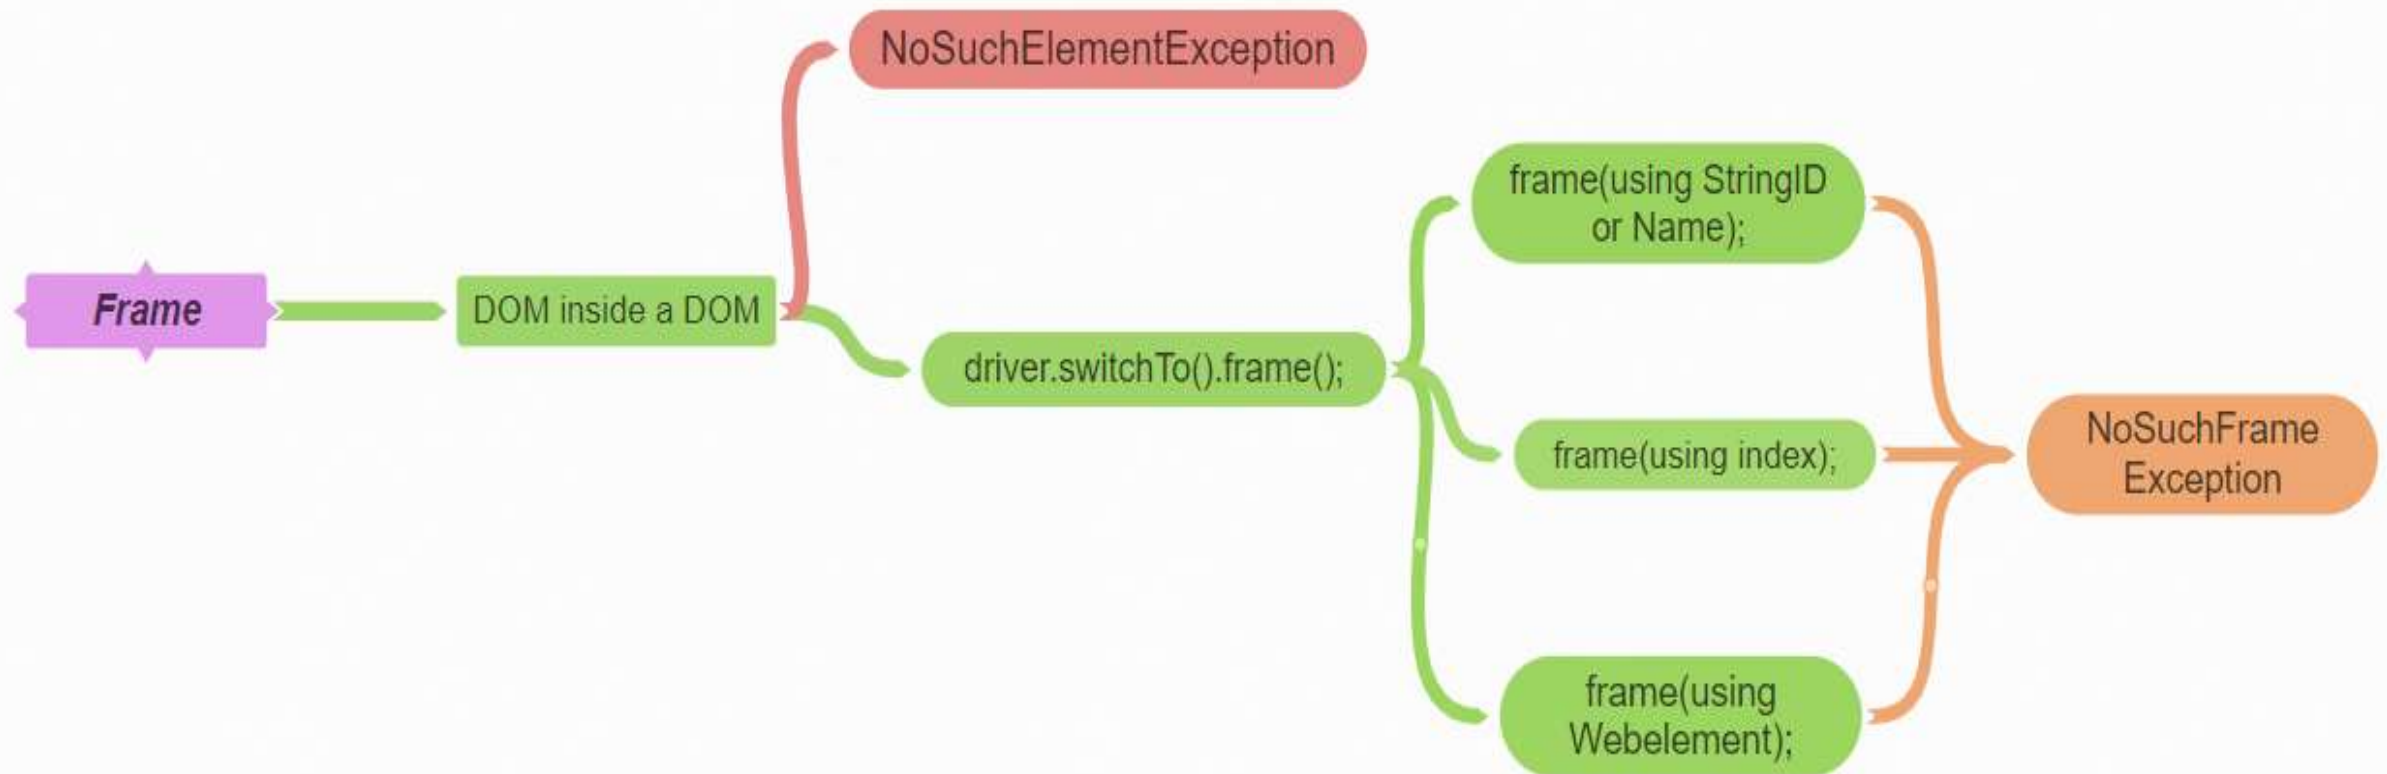 NoSuchElementException
frame(using StringID
or Name);
Frame
DOM inside a DOM
driver.switchTo().frame();
frame(using index);
NoSuchFrame
Exception
frame(using
Webelement);